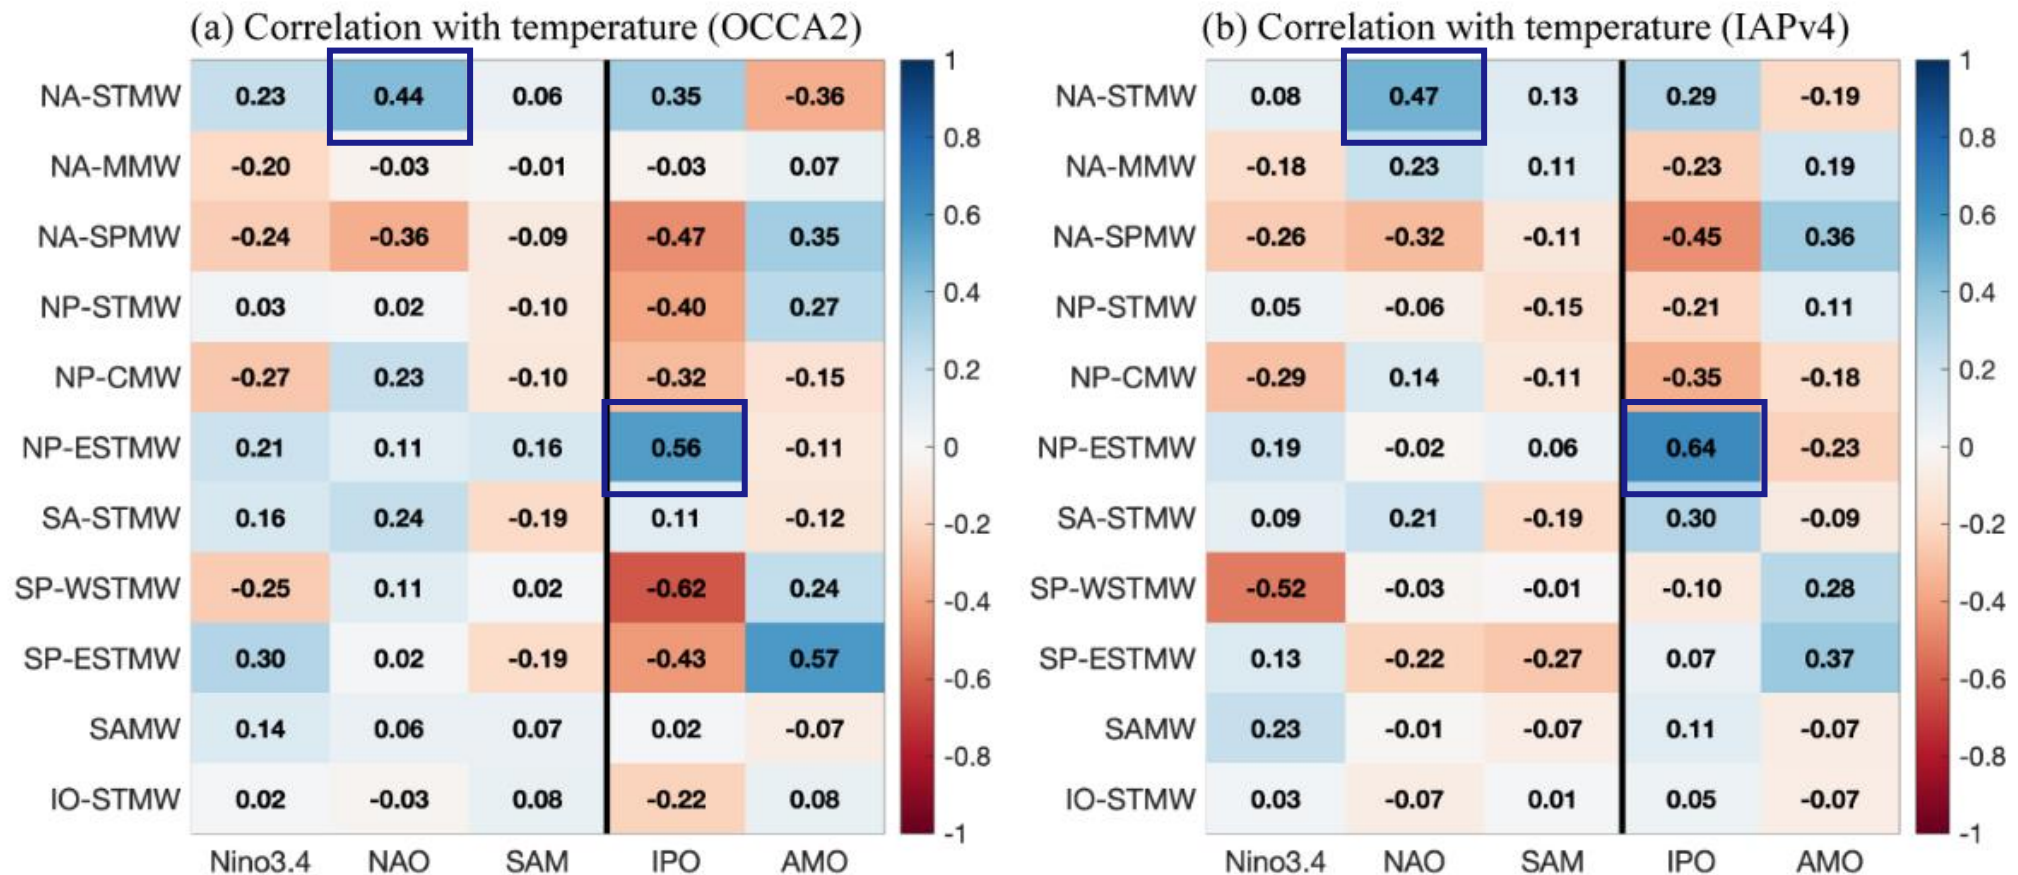 (a) Correlation with temperature (OCCA2)
NA-STMW 0.23 0.44 0.06 0.35 -0.36
NA-MMW -0.20 -0.03 -0.01 -0.03 0.07
NA-SPMW -0.24 -0.36 -0.09 -0.47 0.35
NP-STMW 0.03 0.02 -0.10 -0.40 0.27
NP-CMW -0.27 0.23 -0.10 -0.32 -0.15
NP-ESTMW 0.21 0.11 0.16 0.56 -0.11
SA-STMW 0.16 0.24 -0.19 0.11 -0.12
SP-WSTMW -0.25 0.11 0.02 -0.62 0.24
SP-ESTMW 0.30 0.02 -0.19 -0.43 0.57
SAMW 0.14 0.06 0.07 0.02 -0.07
IO-STMW 0.02 -0.03 0.08 -0.22 0.08
Nino3.4 NAO SAM IPO AMO
1
0.8
0.6
0.4
0.2
0
-0.2
-0.4
-0.6
-0.8
-1
(b) Correlation with temperature (IAPv4)
NA-STMW 0.08 0.47 0.13 0.29 -0.19
NA-MMW -0.18 0.23 0.11 -0.23 0.19
NA-SPMW -0.26 -0.32 -0.11 -0.45 0.36
NP-STMW 0.05 -0.06 -0.15 -0.21 0.11
NP-CMW -0.29 0.14 -0.11 -0.35 -0.18
NP-ESTMW 0.19 -0.02 0.06 0.64 -0.23
SA-STMW 0.09 0.21 -0.19 0.30 -0.09
SP-WSTMW -0.52 -0.03 -0.01 -0.10 0.28
SP-ESTMW 0.13 -0.22 -0.27 0.07 0.37
SAMW 0.23 -0.01 -0.07 0.11 -0.07
IO-STMW 0.03 -0.07 0.01 0.05 -0.07
Nino3.4 NAO SAM IPO AMO
1
0.8
0.6
0.4
0.2
0
-0.2
-0.4
-0.6
-0.8
-1